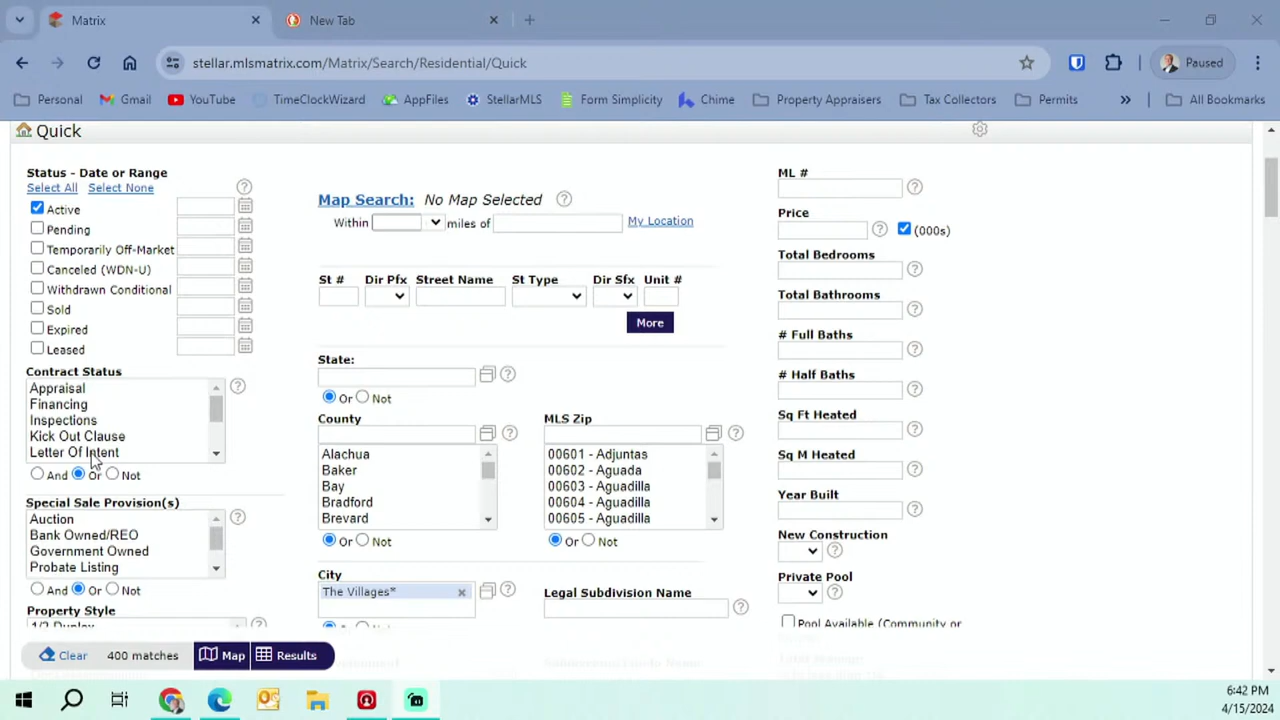 Matrix
New Tab
stellar.mlsmatrix.com/Matrix/Search/Residential/Quick
Paused
Personal
Gmail
YouTube
TimeClockWizard
AppFiles
StellarMLS
Form Simplicity
Chime
Property Appraisers
Tax Collectors
Permits
»
All Bookmarks
Quick
Status - Date or Range
Select All Select None
Active
Pending
Temporarily Off-Market
Canceled (WDN-U)
Withdrawn Conditional
Sold
Expired
Leased
Contract Status
Appraisal
Financing
Inspections
Kick Out Clause
Letter Of Intent
And Or Not
Special Sale Provision(s)
Auction
Bank Owned/REO
Government Owned
Probate Listing
And Or Not
Property Style
1/2 Duplex
Map Search: No Map Selected
Within miles of My Location
St # Dir Pfx Street Name St Type Dir Sfx Unit #
More
State:
Or Not
County
Alachua
Baker
Bay
Bradford
Brevard
Or Not
MLS Zip
00601 - Adjuntas
00602 - Aguada
00603 - Aguadilla
00604 - Aguadilla
00605 - Aguadilla
Or Not
City
The Villages*
Legal Subdivision Name
ML #
Price
(000s)
Total Bedrooms
Total Bathrooms
# Full Baths
# Half Baths
Sq Ft Heated
Sq M Heated
Year Built
New Construction
Private Pool
Pool Available (Community or
Clear 400 matches Map Results
6:42 PM
4/15/2024